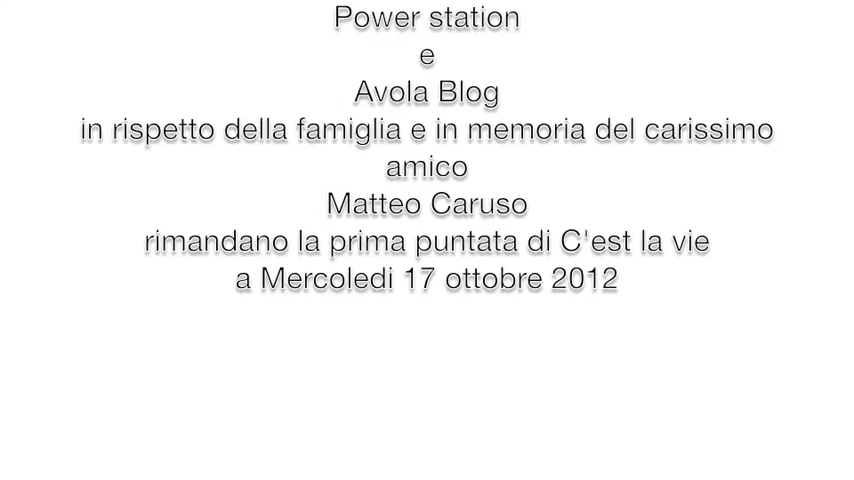 Power station
e
Avola Blog
in rispetto della famiglia e in memoria del carissimo
amico
Matteo Caruso
rimandano la prima puntata di C'est la vie
a Mercoledi 17 ottobre 2012